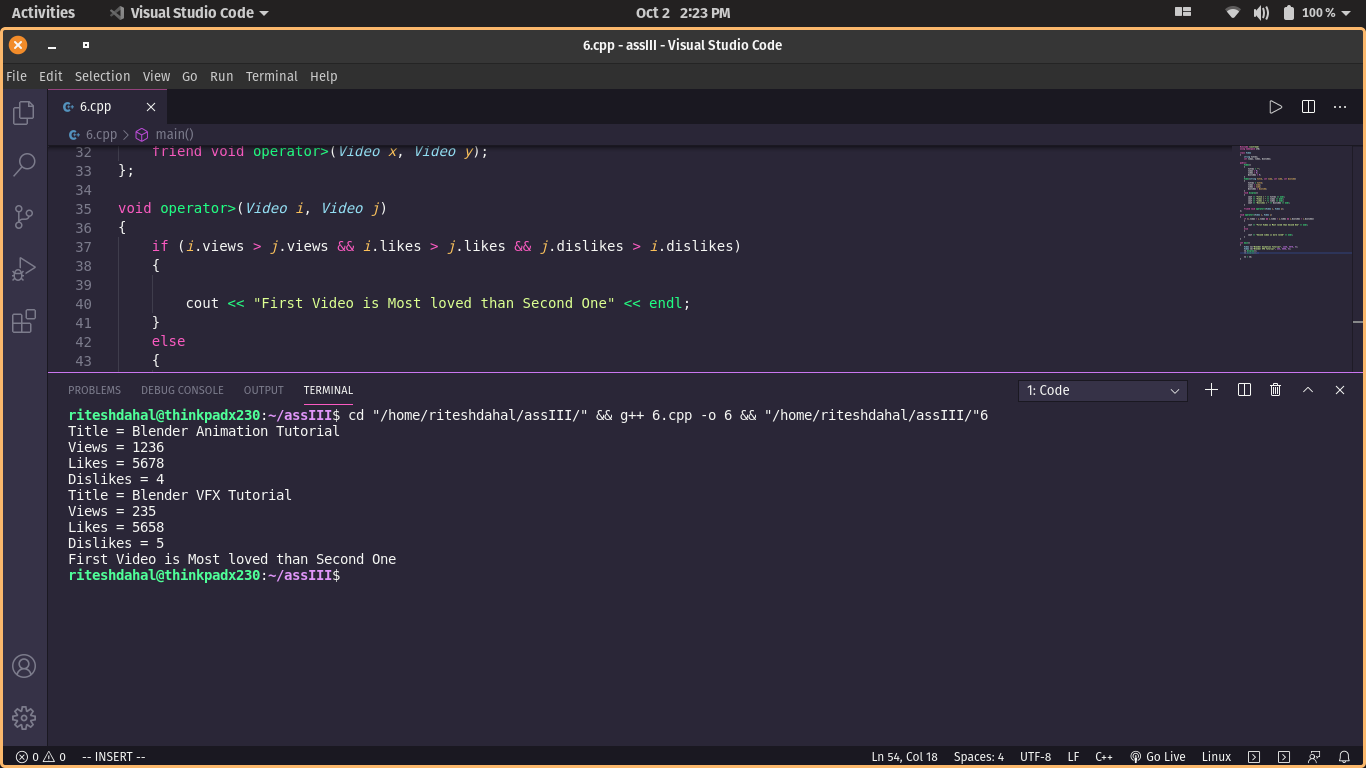 Activities Visual Studio Code Oct 2 2:23 PM 100 %
6.cpp - assIII - Visual Studio Code
File Edit Selection View Go Run Terminal Help
6.cpp
6.cpp > main()
32 friend void operator>(Video x, Video y);
33 };
34
35 void operator>(Video i, Video j)
36 {
37 if (i.views > j.views && i.likes > j.likes && j.dislikes > i.dislikes)
38 {
39
40 cout << "First Video is Most loved than Second One" << endl;
41 }
42 else
43 {
PROBLEMS DEBUG CONSOLE OUTPUT TERMINAL 1: Code
riteshdahal@thinkpadx230:~/assIII$ cd "/home/riteshdahal/assIII/" && g++ 6.cpp -o 6 && "/home/riteshdahal/assIII/"6
Title = Blender Animation Tutorial
Views = 1236
Likes = 5678
Dislikes = 4
Title = Blender VFX Tutorial
Views = 235
Likes = 5658
Dislikes = 5
First Video is Most loved than Second One
riteshdahal@thinkpadx230:~/assIII$
0 0 -- INSERT -- Ln 54, Col 18 Spaces: 4 UTF-8 LF C++ Go Live Linux